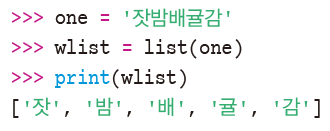 >>> one = '잣밤배귤감'
>>> wlist = list(one)
>>> print(wlist)
['잣', '밤', '배', '귤', '감']